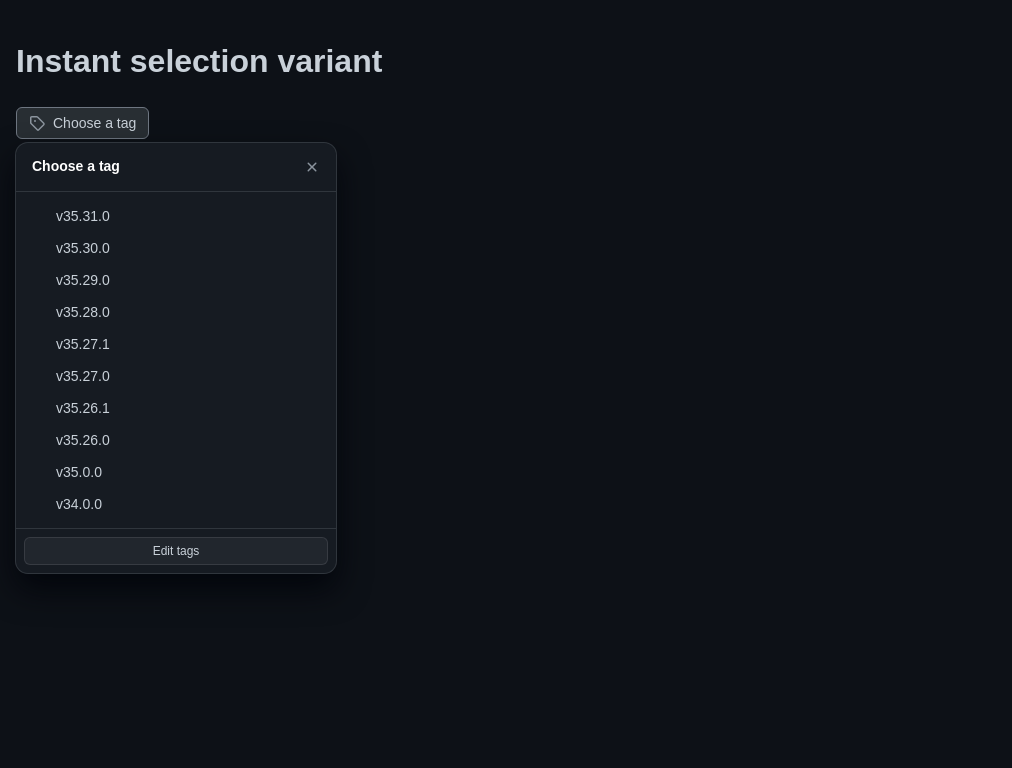 Instant selection variant
Choose a tag
Choose a tag
v35.31.0
v35.30.0
v35.29.0
v35.28.0
v35.27.1
v35.27.0
v35.26.1
v35.26.0
v35.0.0
v34.0.0
Edit tags